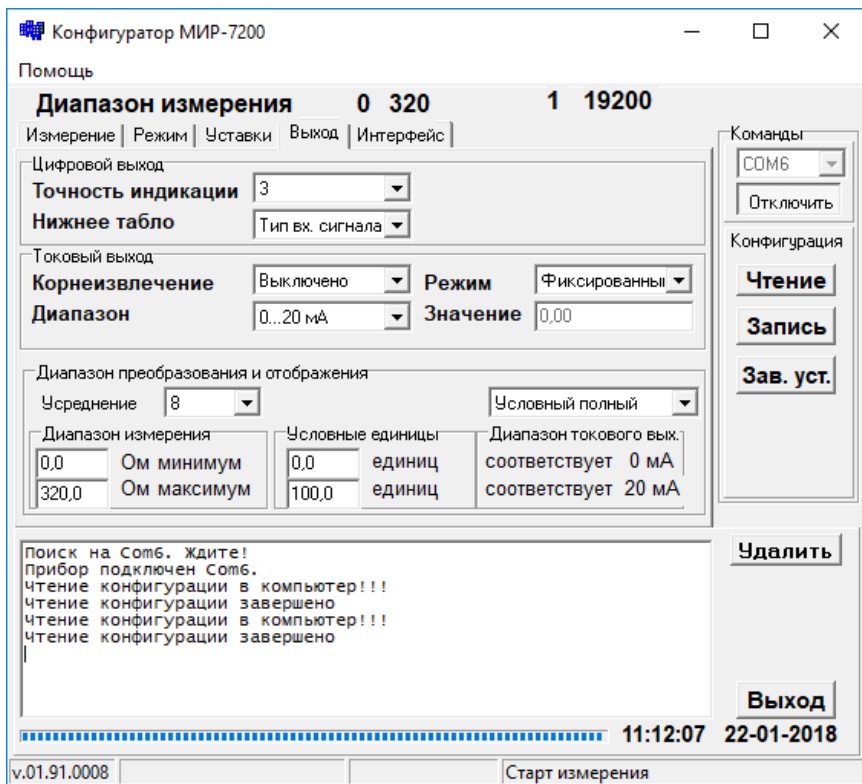 Конфигуратор МИР-7200
Помощь
Диапазон измерения 0 320 1 19200
Измерение Режим Уставки Выход Интерфейс
Цифровой выход
Точность индикации 3
Нижнее табло Тип вх. сигнала
Токовый выход
Корнеизвлечение Выключено Режим Фиксированны
Диапазон 0...20 мА Значение 0,00
Диапазон преобразования и отображения
Усреднение 8 Условный полный
Диапазон измерения Условные единицы Диапазон токового вых.
0,0 Ом минимум 0,0 единиц соответствует 0 мА
320,0 Ом максимум 100,0 единиц соответствует 20 мА
Команды
COM6
Отключить
Конфигурация
Чтение
Запись
Зав. уст.
Поиск на Com6. Ждите!
Прибор подключен Com6.
Чтение конфигурации в компьютер!!!
Чтение конфигурации завершено
Чтение конфигурации в компьютер!!!
Чтение конфигурации завершено
Удалить
Выход
11:12:07 22-01-2018
v.01.91.0008 Старт измерения